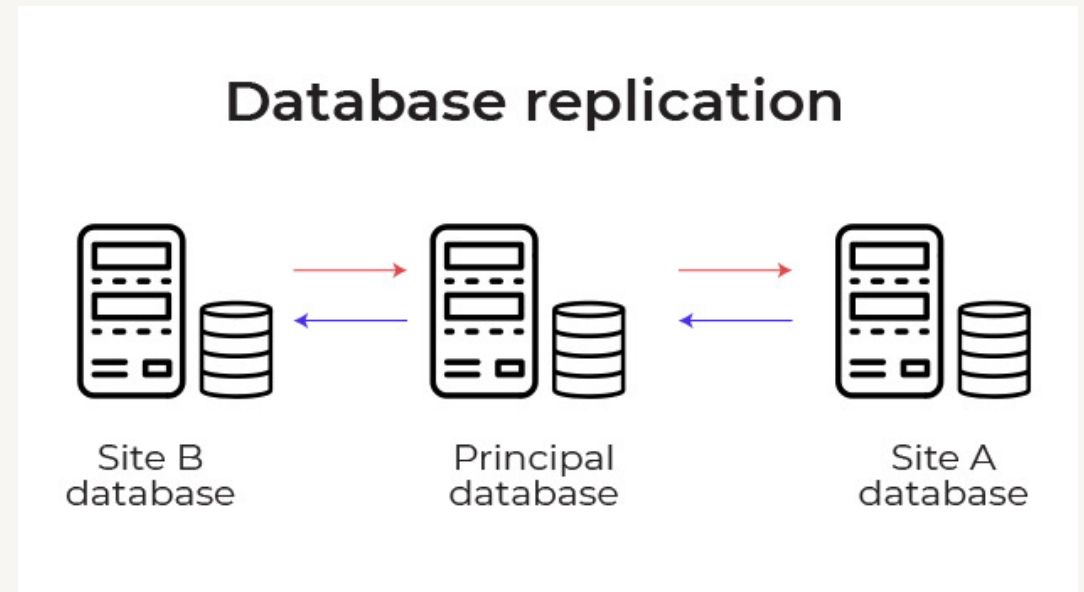 Database replication
Site B
database
Principal
database
Site A
database